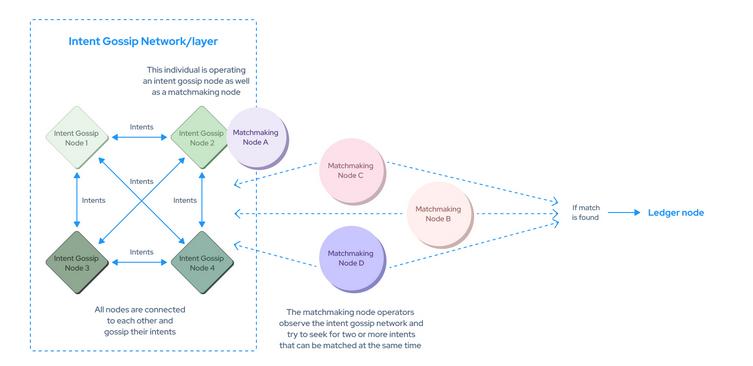 Intent Gossip Network/layer
This individual is operating
an intent gossip node as well
as a matchmaking node
Intent Gossip
Node 1
Intents
Intent Gossip
Node 2
Matchmaking
Node A
Intents
Intents
Intents
Intent Gossip
Node 3
Intents
Intent Gossip
Node 4
All nodes are connected
to each other and
gossip their intents
Matchmaking
Node C
Matchmaking
Node B
Matchmaking
Node D
The matchmaking node operators
observe the intent gossip network and
try to seek for two or more intents
that can be matched at the same time
If match
is found
Ledger node